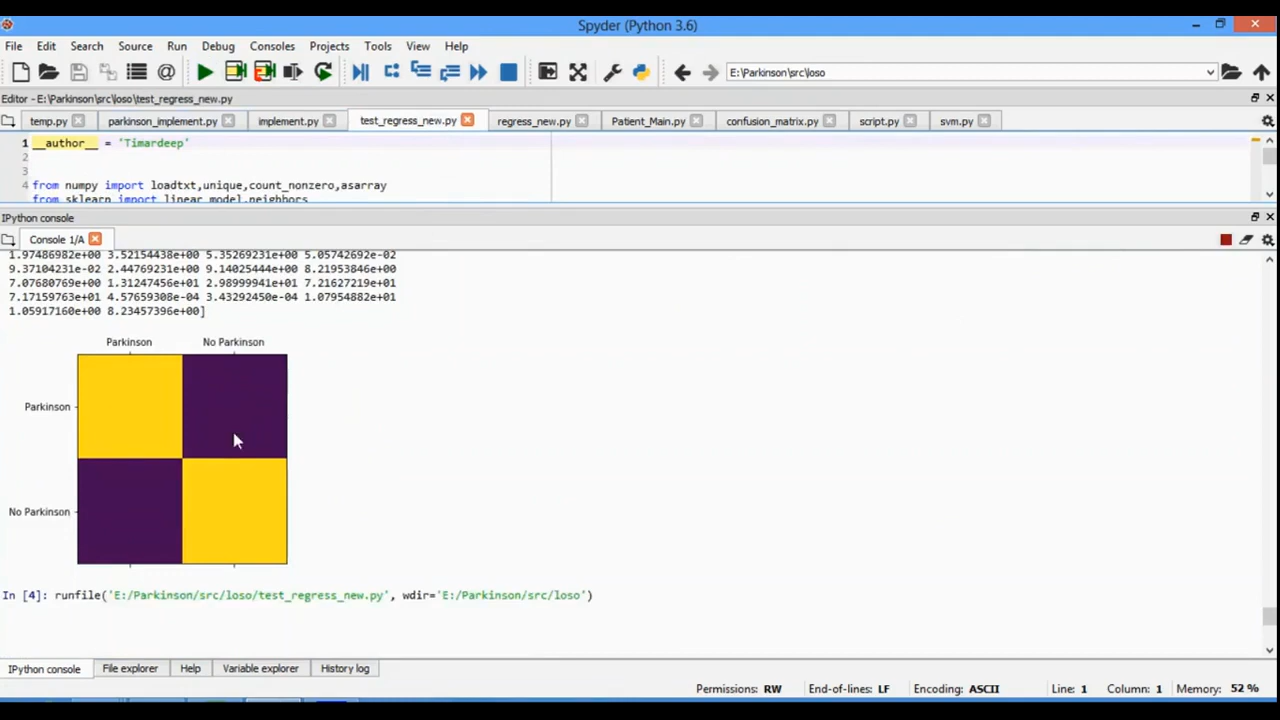 Spyder (Python 3.6)
File Edit Search Source Run Debug Consoles Projects Tools View Help
E:\Parkinson\src\loso
Editor - E:\Parkinson\src\loso\test_regress_new.py
temp.py parkinson_implement.py implement.py test_regress_new.py regress_new.py Patient_Main.py confusion_matrix.py script.py svm.py
1 __author__ = 'Timardeep'
2
3
4 from numpy import loadtxt,unique,count_nonzero,asarray
from sklearn import linear_model,neighbors
IPython console
Console 1/A
1.97486982e+00 3.52154438e+00 5.35269231e+00 5.05742692e-02
9.37104231e-02 2.44769231e+00 9.14025444e+00 8.21953846e+00
7.07680769e+00 1.31247456e+01 2.98999941e+01 7.21627219e+01
7.17159763e+01 4.57659308e-04 3.43292450e-04 1.07954882e+01
1.05917160e+00 8.23457396e+00]
Parkinson No Parkinson
Parkinson
No Parkinson
In [4]: runfile('E:/Parkinson/src/loso/test_regress_new.py', wdir='E:/Parkinson/src/loso')
IPython console File explorer Help Variable explorer History log
Permissions: RW End-of-lines: LF Encoding: ASCII Line: 1 Column: 1 Memory: 52 %